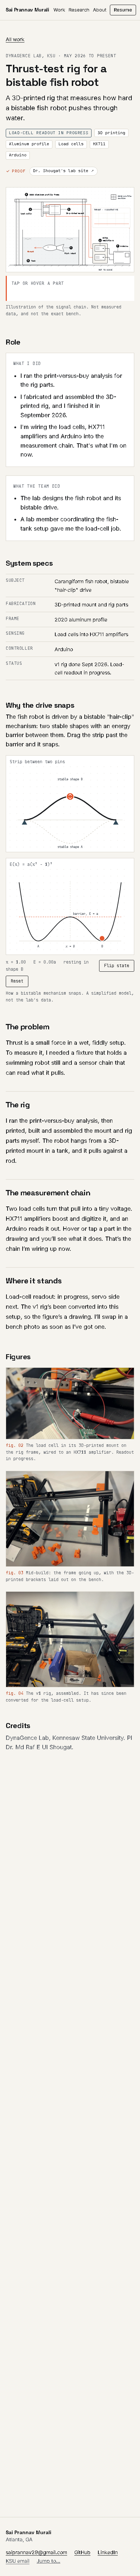 Sai Prannav Murali Work Research About Resume
All work
DYNAGENCE LAB, KSU · MAY 2026 TO PRESENT
Thrust-test rig for a
bistable robot fish
A 3D-printed rig that measures how hard
a bistable fish robot pushes through
water.
LOAD-CELL READOUT IN PROGRESS 3D printing
Aluminum profile Load cells HX711
Arduino
✓ PROOF Dr. Shougat's lab site ↗
TAP OR HOVER A PART
Illustration of the signal chain. Not measured
data, and not the exact bench.
Role
WHAT I DID
I ran the print-versus-buy analysis for
the rig parts.
I fabricated and assembled the 3D-
printed rig, and I finished it in
September 2026.
I'm wiring the load cells, HX711
amplifiers and Arduino into the
measurement chain. That's what I'm on
now.
WHAT THE TEAM DID
The lab designs the fish robot and its
bistable drive.
A lab member coordinating the fish-
tank setup gave me the load-cell job.
System specs
SUBJECT Carangiform fish robot, bistable
"hair-clip" drive
FABRICATION 3D-printed mount and rig parts
FRAME 2020 aluminum profile
SENSING Load cells into HX711 amplifiers
CONTROLLER Arduino
STATUS v1 rig done Sept 2026. Load-
cell readout in progress.
Why the drive snaps
The fish robot is driven by a bistable "hair-clip"
mechanism: two stable shapes with an energy
barrier between them. Drag the strip past the
barrier and it snaps.
Strip between two pins
stable shape B
stable shape A
barrier, E = a
A B
Flip state
Reset
How a bistable mechanism snaps. A simplified model,
not the lab's data.
The problem
Thrust is a small force in a wet, fiddly setup.
To measure it, I needed a fixture that holds a
swimming robot still and a sensor chain that
can read what it pulls.
The rig
I ran the print-versus-buy analysis, then
printed, built and assembled the mount and rig
parts myself. The robot hangs from a 3D-
printed mount in a tank, and it pulls against a
rod.
The measurement chain
Two load cells turn that pull into a tiny voltage.
HX711 amplifiers boost and digitize it, and an
Arduino reads it out. Hover or tap a part in the
drawing and you'll see what it does. That's the
chain I'm wiring up now.
Where it stands
Load-cell readout: in progress, servo side
next. The v1 rig's been converted into this
setup, so the figure's a drawing. I'll swap in a
bench photo as soon as I've got one.
Figures
fig. 02 The load cell in its 3D-printed mount on
the rig frame, wired to an HX711 amplifier. Readout
in progress.
fig. 03 Mid-build: the frame going up, with the 3D-
printed brackets laid out on the bench.
fig. 04 The v1 rig, assembled. It has since been
converted for the load-cell setup.
Credits
DynaGence Lab, Kennesaw State University. PI
Dr. Md Raf E Ul Shougat.
Sai Prannav Murali
Atlanta, GA
saiprannav28@gmail.com GitHub LinkedIn
KSU email Jump to…